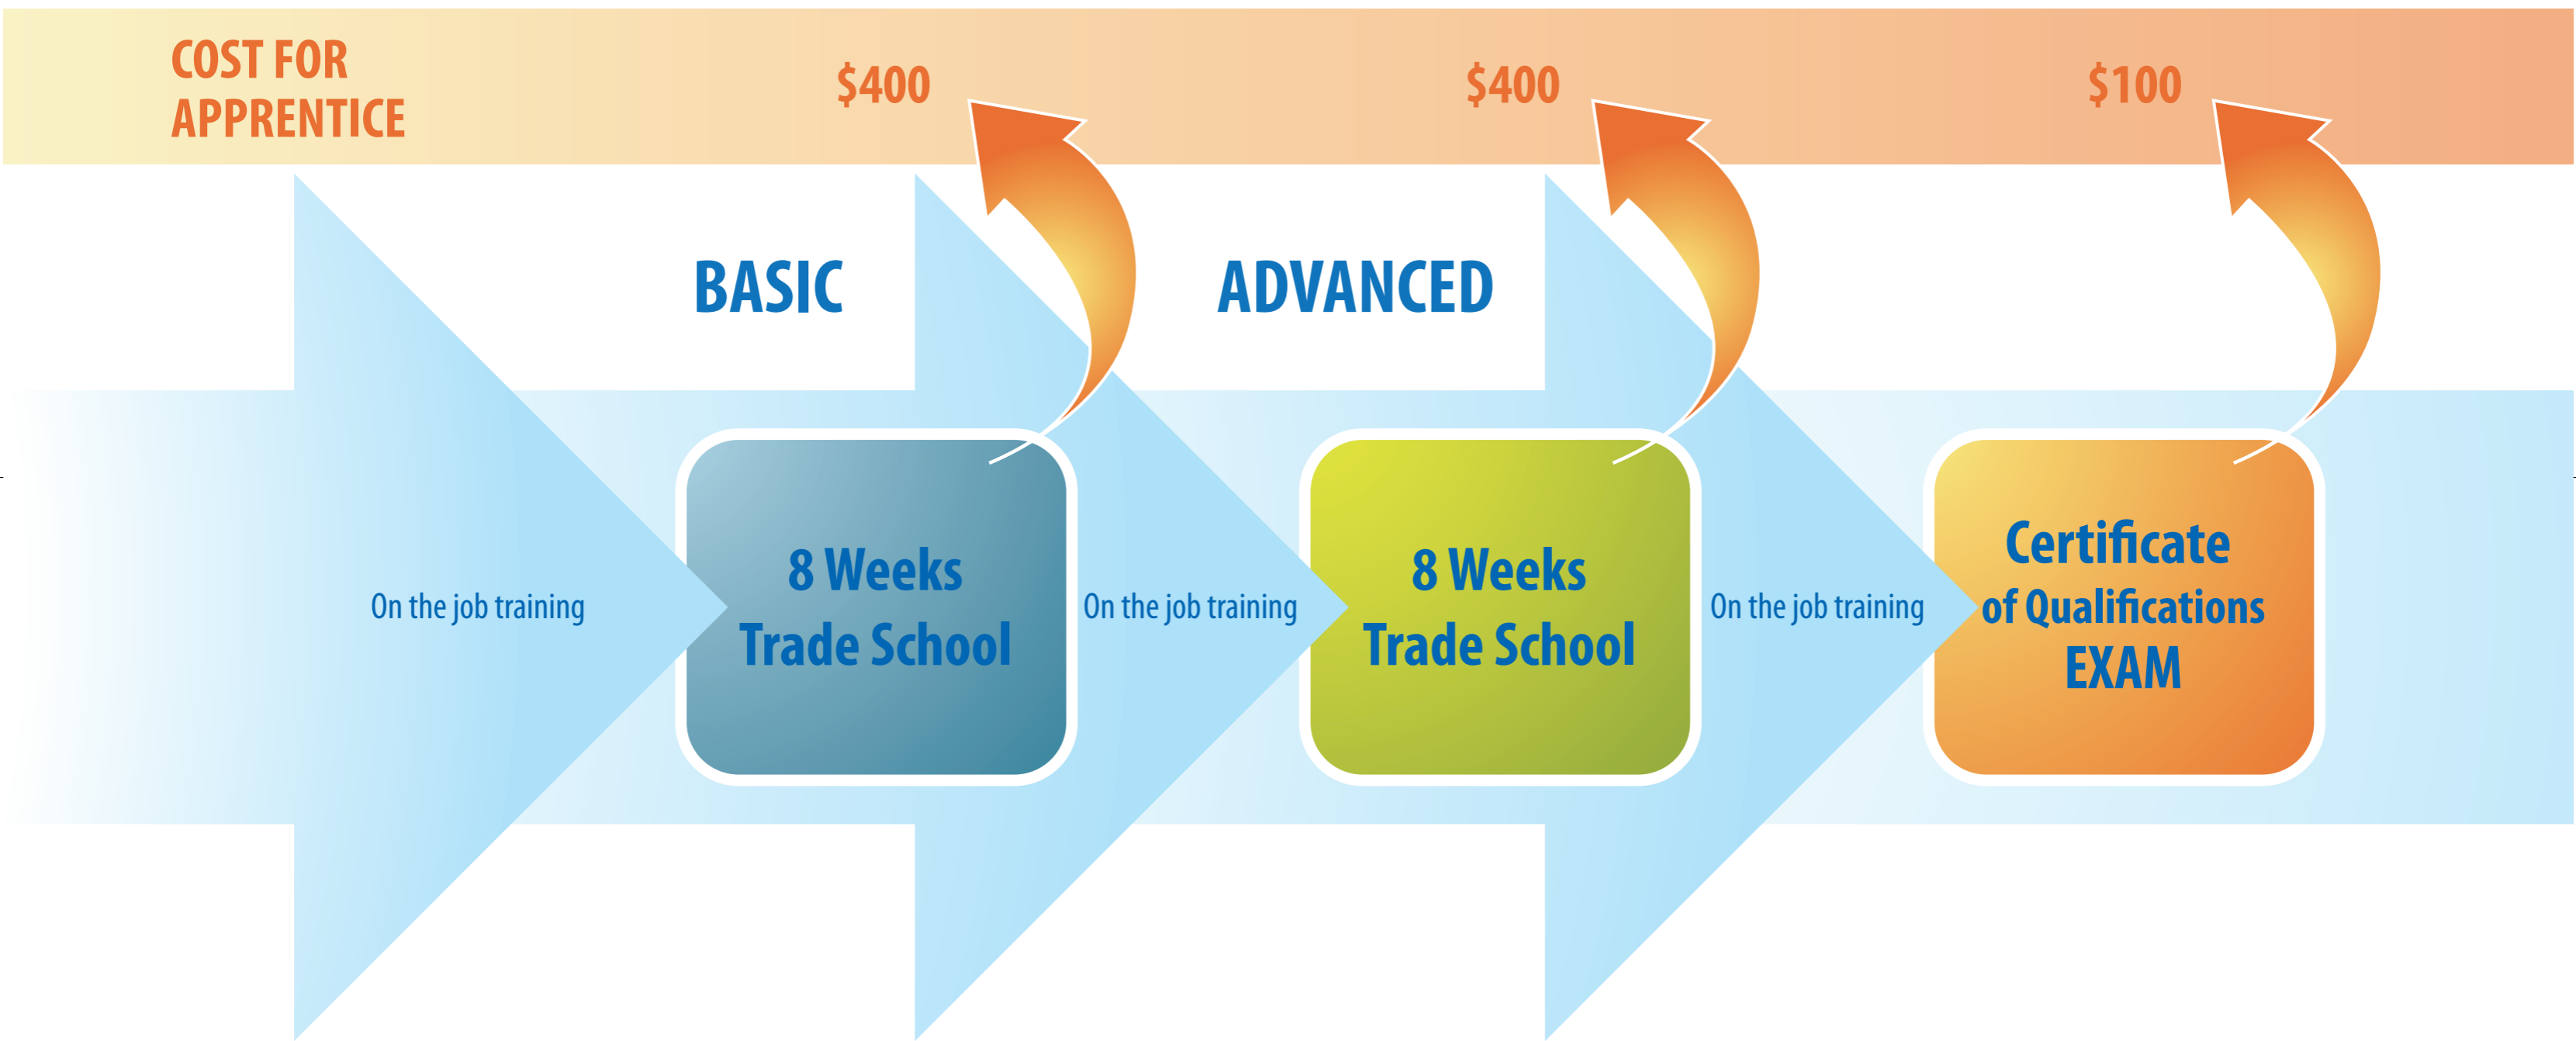 COST FOR
APPRENTICE
$400
$400
$100
BASIC
ADVANCED
On the job training
8 Weeks
Trade School
On the job training
8 Weeks
Trade School
On the job training
Certificate
of Qualifications
EXAM